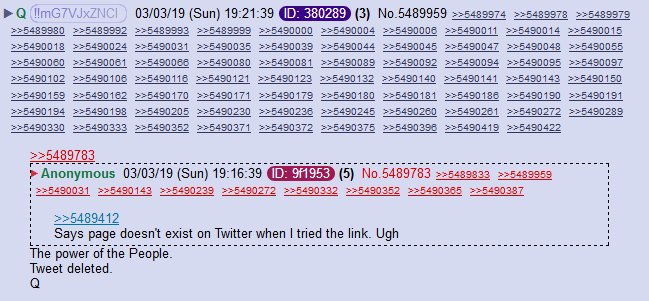 Q !!mG7VJxZNCI 03/03/19 (Sun) 19:21:39 ID: 380289 (3) No.5489959 >>5489974 >>5489978 >>5489979
>>5489980 >>5489992 >>5489993 >>5489999 >>5490000 >>5490004 >>5490006 >>5490011 >>5490014 >>5490015
>>5490018 >>5490024 >>5490031 >>5490035 >>5490039 >>5490044 >>5490045 >>5490047 >>5490048 >>5490055
>>5490060 >>5490061 >>5490066 >>5490080 >>5490081 >>5490089 >>5490092 >>5490094 >>5490095 >>5490097
>>5490102 >>5490106 >>5490116 >>5490121 >>5490123 >>5490132 >>5490140 >>5490141 >>5490143 >>5490150
>>5490159 >>5490162 >>5490170 >>5490171 >>5490179 >>5490180 >>5490185 >>5490186 >>5490190 >>5490191
>>5490194 >>5490198 >>5490205 >>5490230 >>5490236 >>5490245 >>5490260 >>5490261 >>5490272 >>5490289
>>5490330 >>5490333 >>5490352 >>5490371 >>5490372 >>5490375 >>5490396 >>5490419 >>5490422
>>5489783
Anonymous 03/03/19 (Sun) 19:16:39 ID: 9f1953 (5) No.5489783 >>5489833 >>5489959
>>5490031 >>5490143 >>5490239 >>5490272 >>5490332 >>5490352 >>5490365 >>5490387
>>5489412
Says page doesn't exist on Twitter when I tried the link. Ugh
The power of the People.
Tweet deleted.
Q